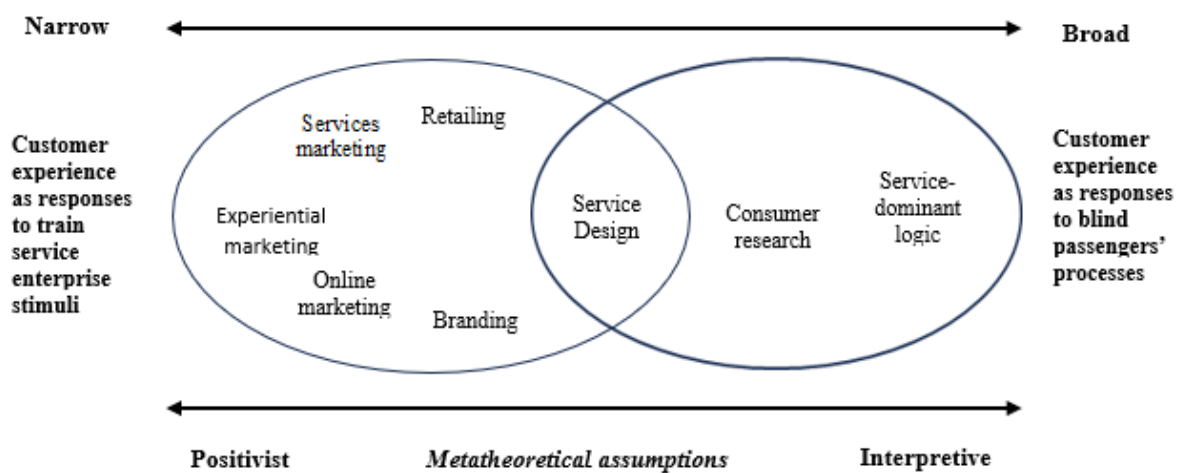 Narrow
Broad
Customer
experience
as responses
to train
service
enterprise
stimuli
Services
marketing
Retailing
Experiential
marketing
Online
marketing
Branding
Service
Design
Consumer
research
Service-
dominant
logic
Customer
experience
as responses
to blind
passengers’
processes
Positivist
Metatheoretical assumptions
Interpretive